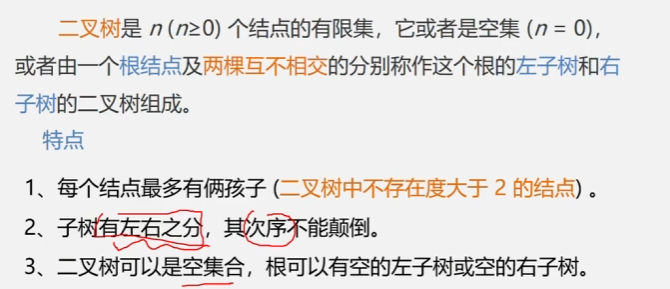 二叉树是 n (n≥0) 个结点的有限集，它或者是空集 (n = 0)，
或者由一个根结点及两棵互不相交的分别称作这个根的左子树和右
子树的二叉树组成。
特点
1、每个结点最多有俩孩子 (二叉树中不存在度大于 2 的结点) 。
2、子树有左右之分，其次序不能颠倒。
3、二叉树可以是空集合，根可以有空的左子树或空的右子树。